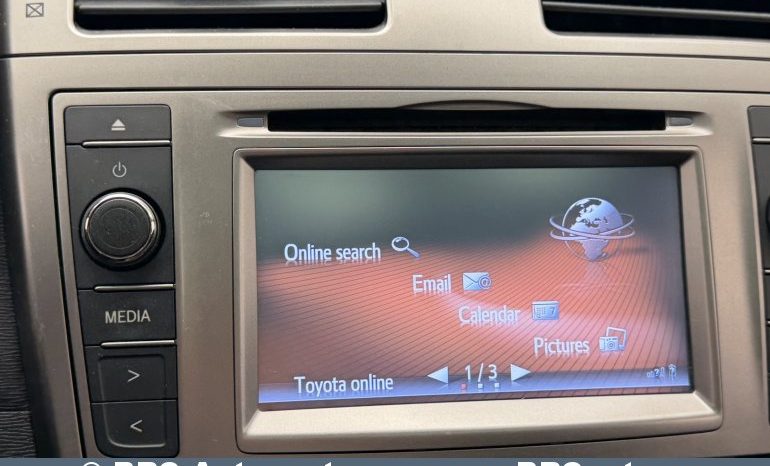 MEDIA
>
<
Online search
Email
Calendar
Pictures
Toyota online
1 / 3